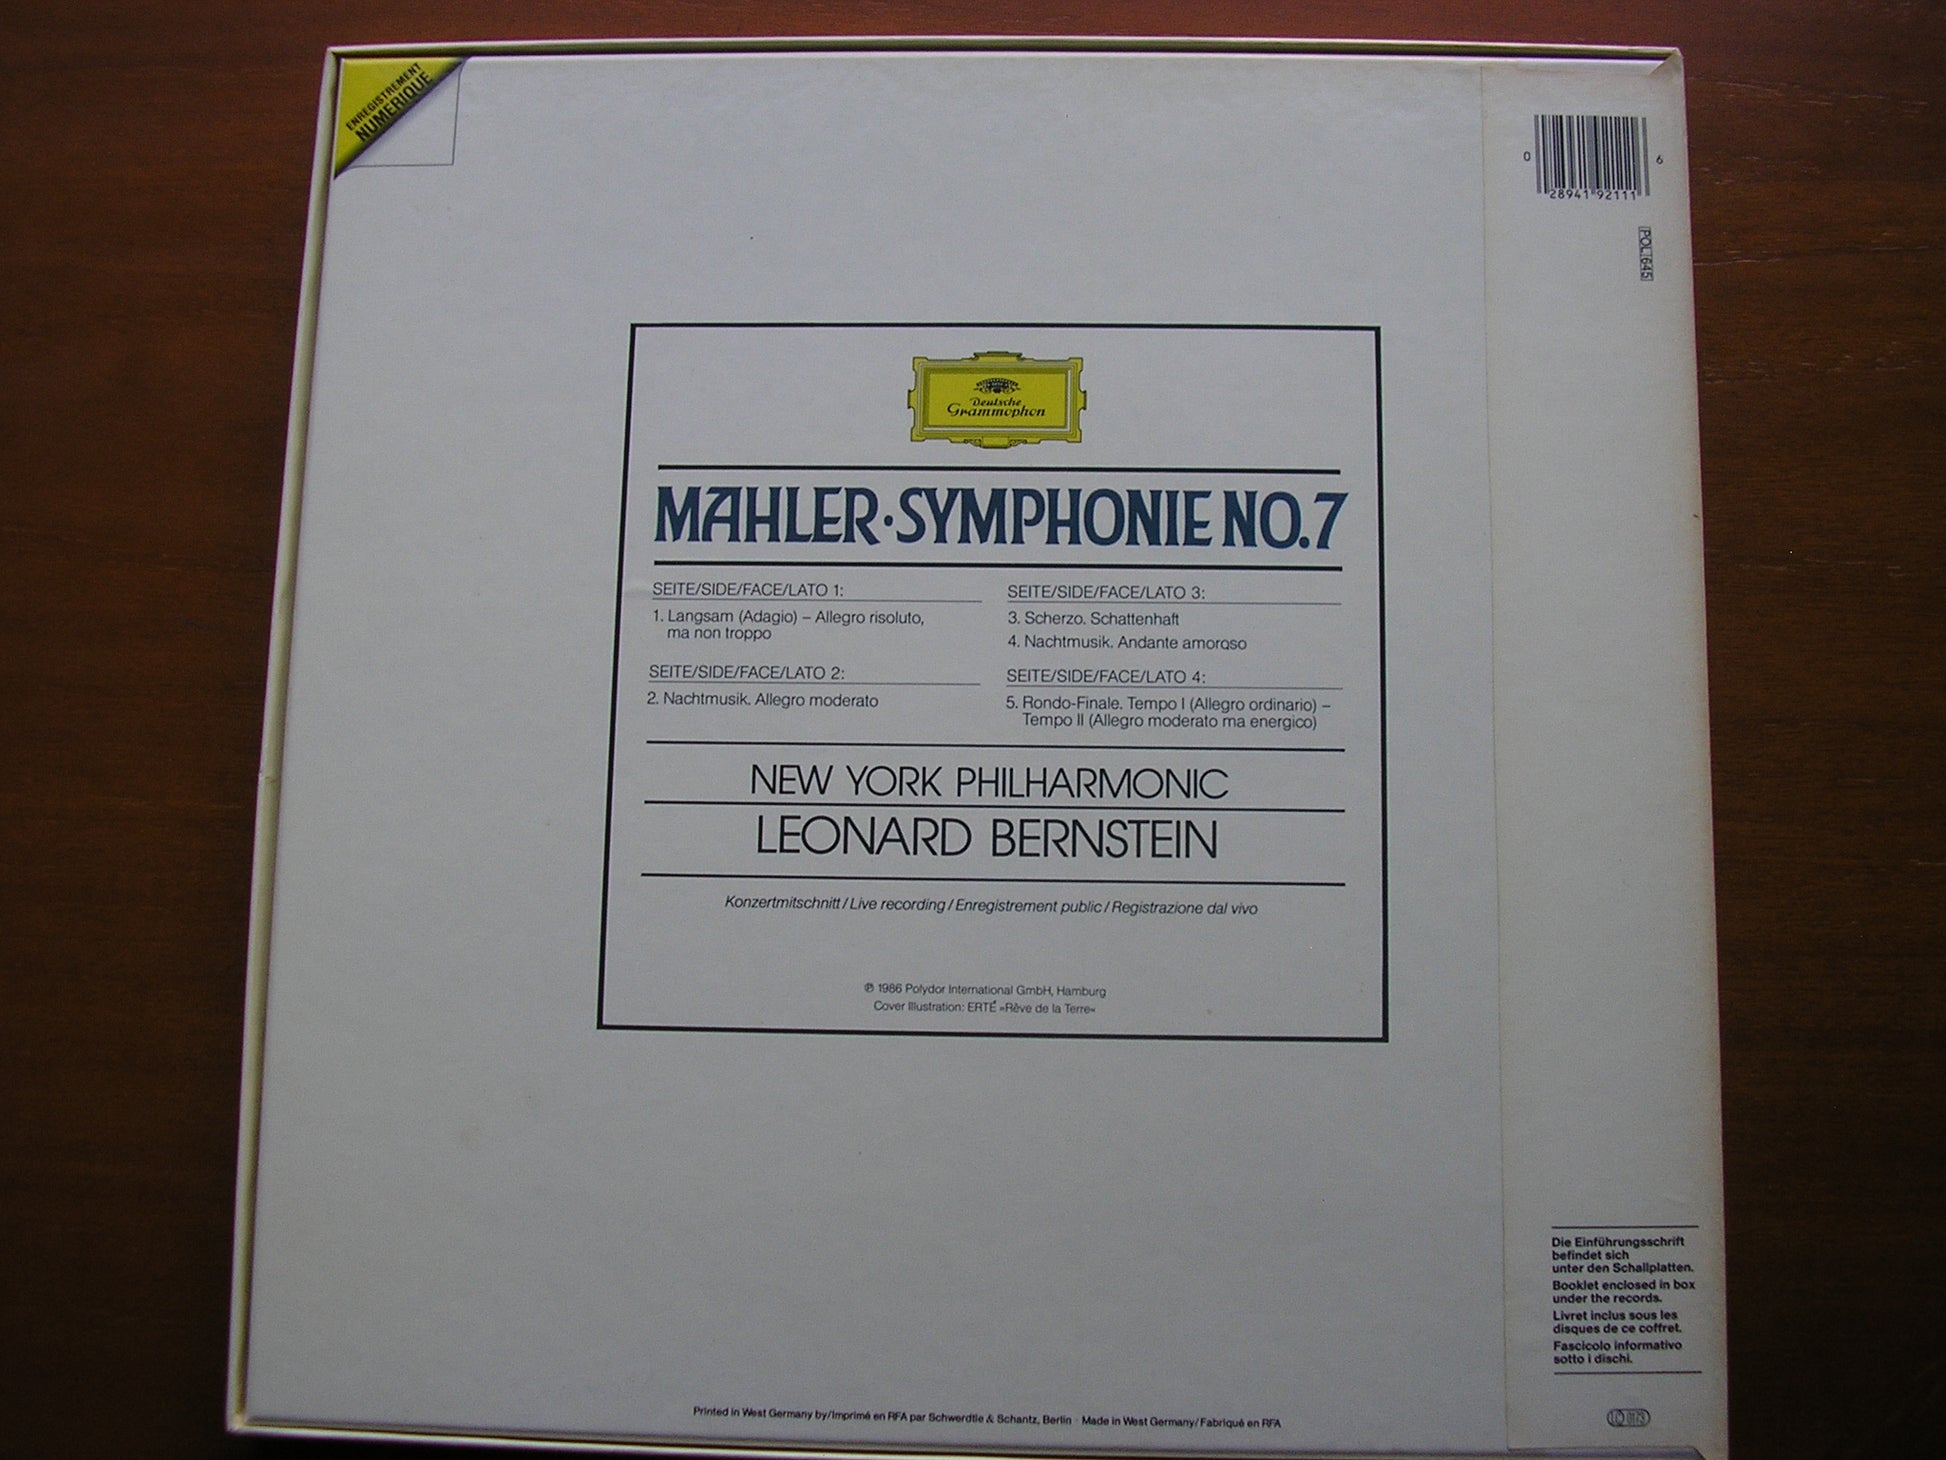 ENREGISTREMENT
NUMERIQUE
0 28941 92111 6
POL 645
Deutsche
Grammophon
MAHLER·SYMPHONIE NO.7
SEITE/SIDE/FACE/LATO 1:
1. Langsam (Adagio) – Allegro risoluto,
ma non troppo
SEITE/SIDE/FACE/LATO 2:
2. Nachtmusik. Allegro moderato
SEITE/SIDE/FACE/LATO 3:
3. Scherzo. Schattenhaft
4. Nachtmusik. Andante amoroso
SEITE/SIDE/FACE/LATO 4:
5. Rondo-Finale. Tempo I (Allegro ordinario) –
Tempo II (Allegro moderato ma energico)
NEW YORK PHILHARMONIC
LEONARD BERNSTEIN
Konzertmitschnitt / Live recording / Enregistrement public / Registrazione dal vivo
℗ 1986 Polydor International GmbH, Hamburg
Cover Illustration: ERTÉ »Rêve de la Terre«
Die Einführungsschrift
befindet sich
unter den Schallplatten.
Booklet enclosed in box
under the records.
Livret inclus sous les
disques de ce coffret.
Fascicolo informativo
sotto i dischi.
Printed in West Germany by/Imprimé en RFA par Schwerdtle & Schantz, Berlin · Made in West Germany/Fabriqué en RFA